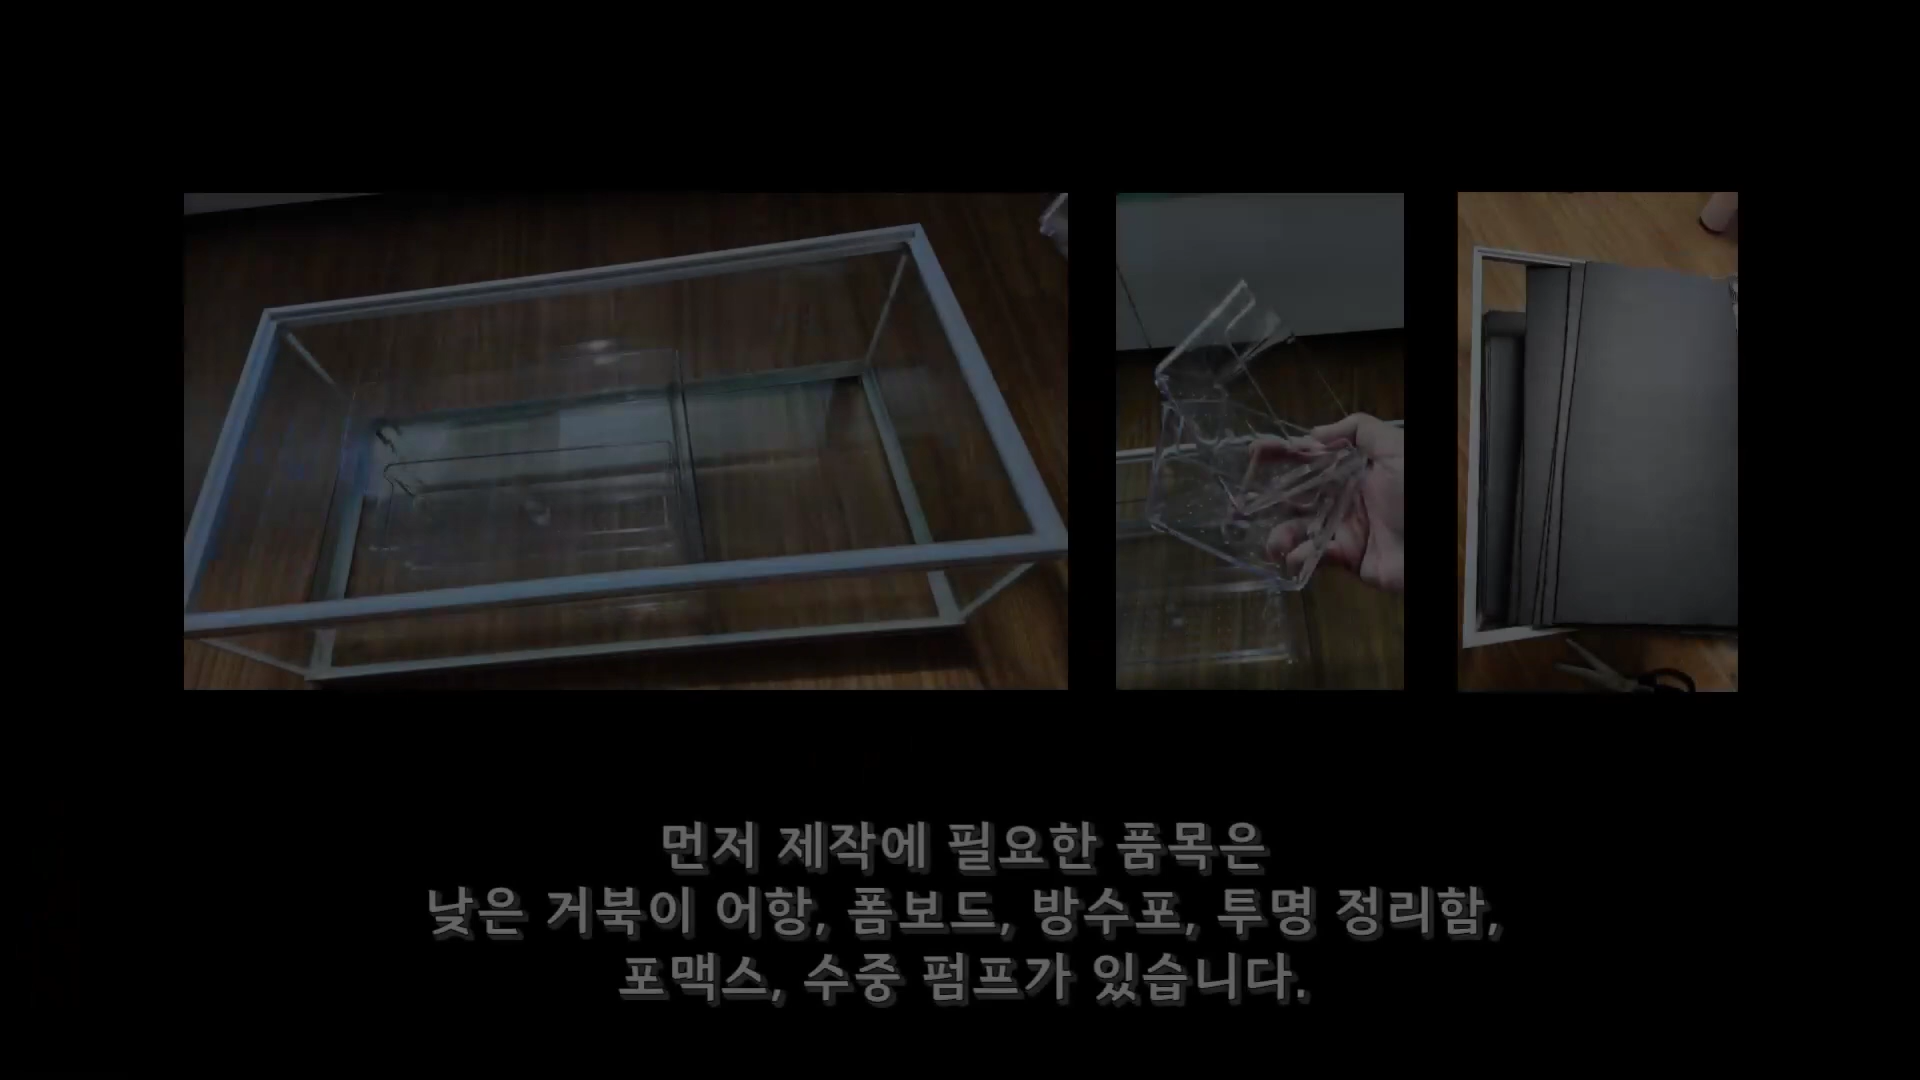 먼저 제작에 필요한 품목은
낮은 거북이 어항, 폼보드, 방수포, 투명 정리함,
포맥스, 수중 펌프가 있습니다.